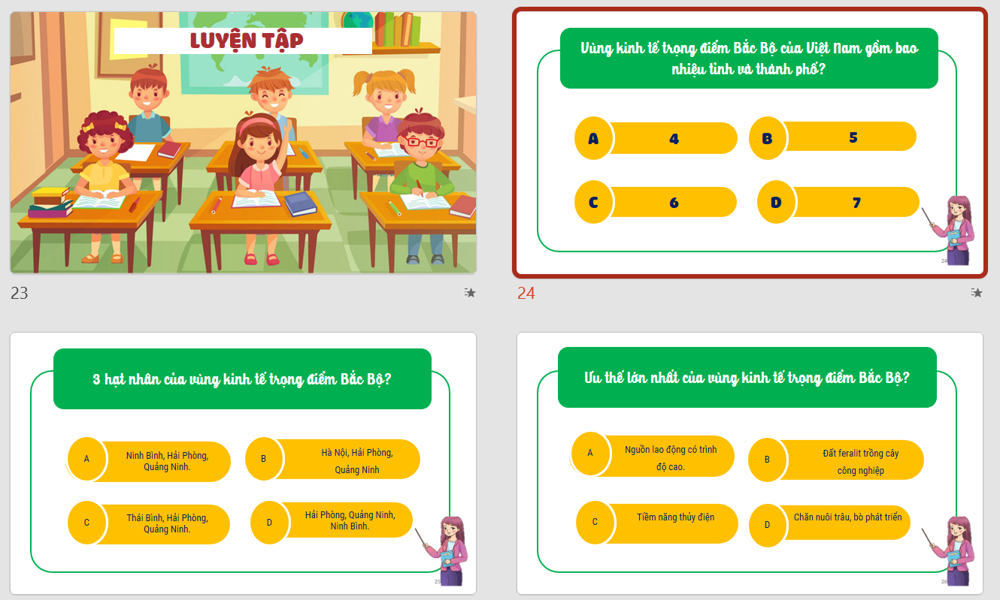 LUYỆN TẬP
23
Vùng kinh tế trọng điểm Bắc Bộ của Việt Nam gồm bao
nhiêu tỉnh và thành phố?
A
4
B
5
C
6
D
7
24
24
3 hạt nhân của vùng kinh tế trọng điểm Bắc Bộ?
A
Ninh Bình, Hải Phòng,
Quảng Ninh.
B
Hà Nội, Hải Phòng,
Quảng Ninh
C
Thái Bình, Hải Phòng,
Quảng Ninh.
D
Hải Phòng, Quảng Ninh,
Ninh Bình.
25
Ưu thế lớn nhất của vùng kinh tế trọng điểm Bắc Bộ?
A
Nguồn lao động có trình
độ cao.
B
Đất feralit trồng cây
công nghiệp
C
Tiềm năng thủy điện
D
Chăn nuôi trâu, bò phát triển
26